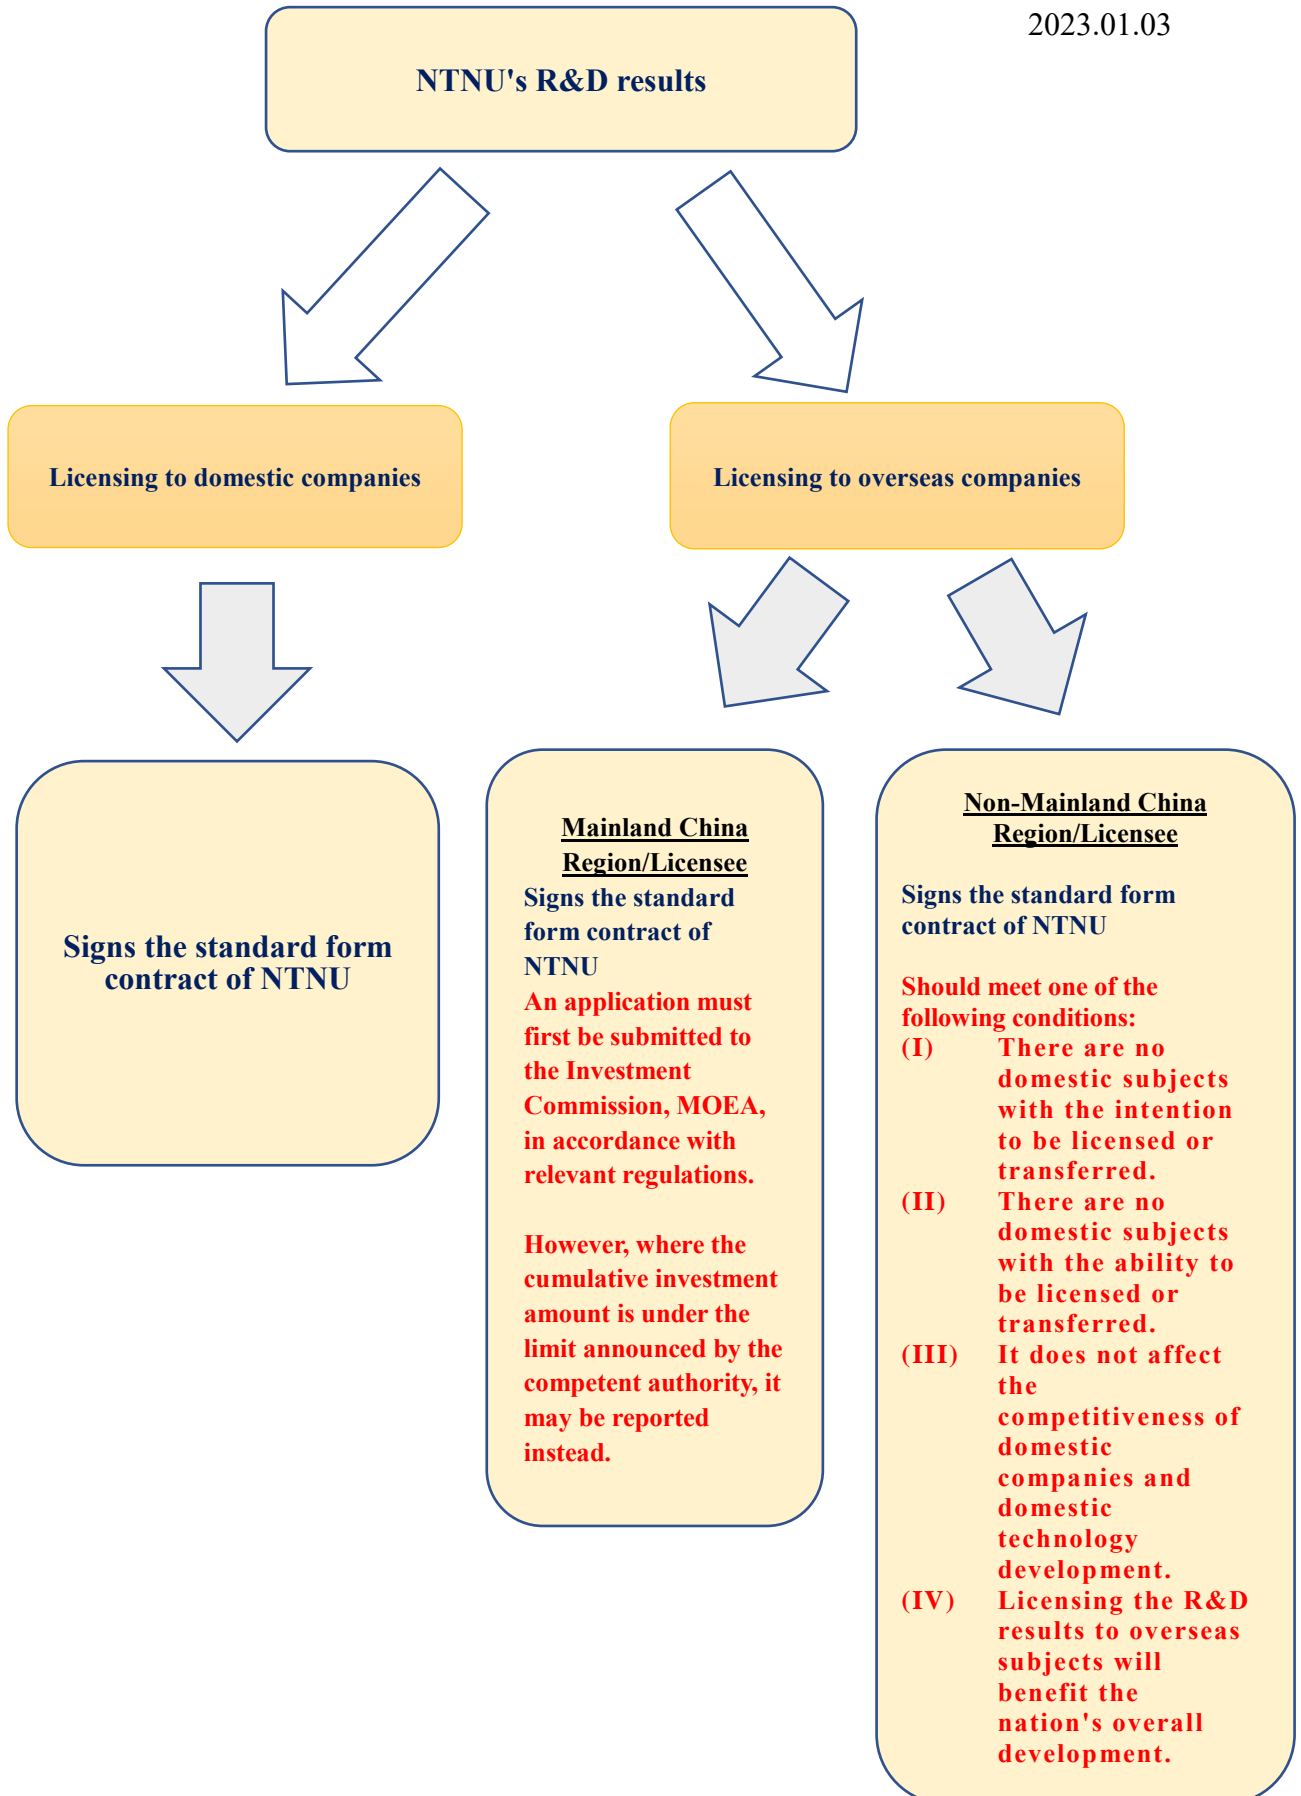 2023.01.03
NTNU's R&D results
Licensing to domestic companies
Licensing to overseas companies
Signs the standard form
contract of NTNU
Mainland China
Region/Licensee
Signs the standard
form contract of
NTNU
An application must
first be submitted to
the Investment
Commission, MOEA,
in accordance with
relevant regulations.
However, where the
cumulative investment
amount is under the
limit announced by the
competent authority, it
may be reported
instead.
Non-Mainland China
Region/Licensee
Signs the standard form
contract of NTNU
Should meet one of the
following conditions:
(I) There are no
domestic subjects
with the intention
to be licensed or
transferred.
(II) There are no
domestic subjects
with the ability to
be licensed or
transferred.
(III) It does not affect
the
competitiveness of
domestic
companies and
domestic
technology
development.
(IV) Licensing the R&D
results to overseas
subjects will
benefit the
nation's overall
development.